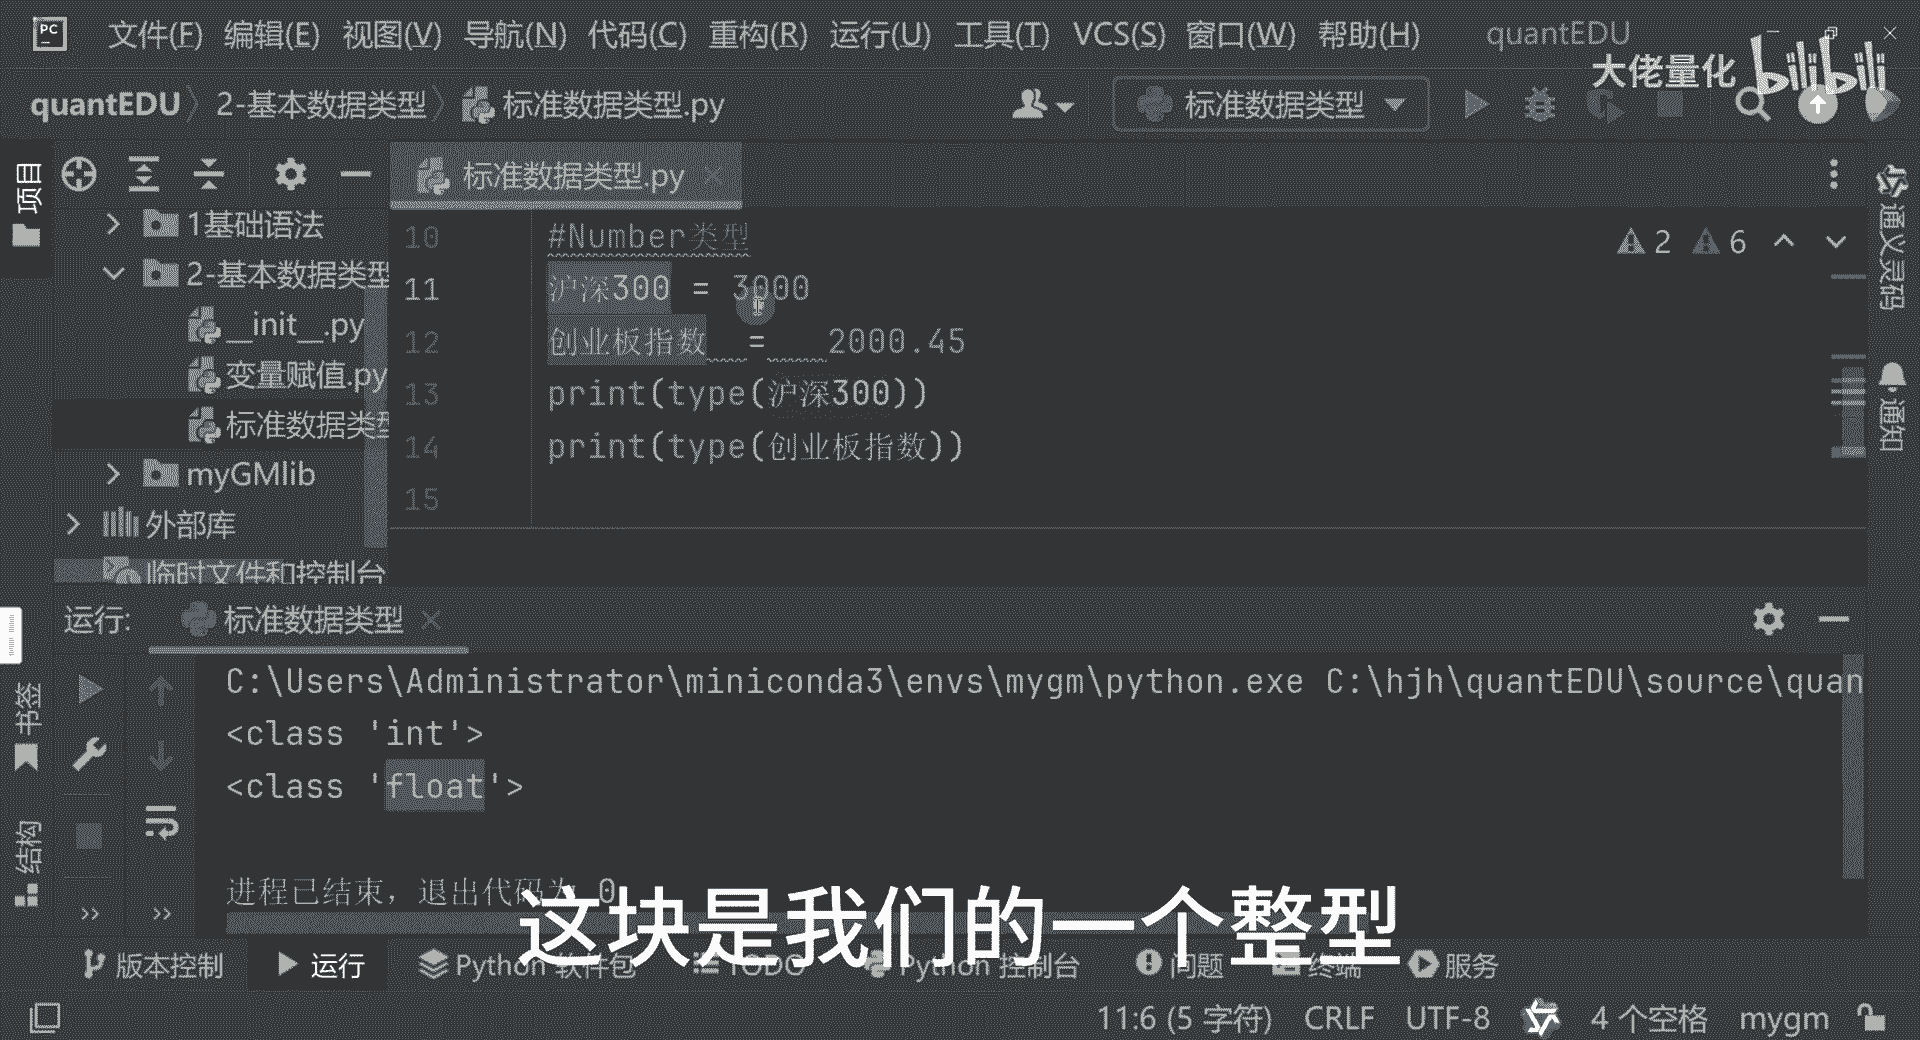 PC 文件(F) 编辑(E) 视图(V) 导航(N) 代码(C) 重构(R) 运行(U) 工具(T) VCS(S) 窗口(W) 帮助(H) quantEDU
大佬量化 bilibili
quantEDU 2-基本数据类型 标准数据类型.py 标准数据类型
项目
标准数据类型.py
1基础语法
2-基本数据类型
__init__.py
变量赋值.py
标准数据类型
myGMlib
外部库
临时文件和控制台
10 #Number类型
11 沪深300 = 3000
12 创业板指数 = 2000.45
13 print(type(沪深300))
14 print(type(创业板指数))
15
2 6
通义灵码
通知
运行: 标准数据类型
C:\Users\Administrator\miniconda3\envs\mygm\python.exe C:\hjh\quantEDU\source\quan
<class 'int'>
<class 'float'>
进程已结束，退出代码为 0
书签
结构
这块是我们的一个整型
版本控制 运行 Python 软件包 TODO Python 控制台 问题 终端 服务
11:6 (5 字符) CRLF UTF-8 4 个空格 mygm